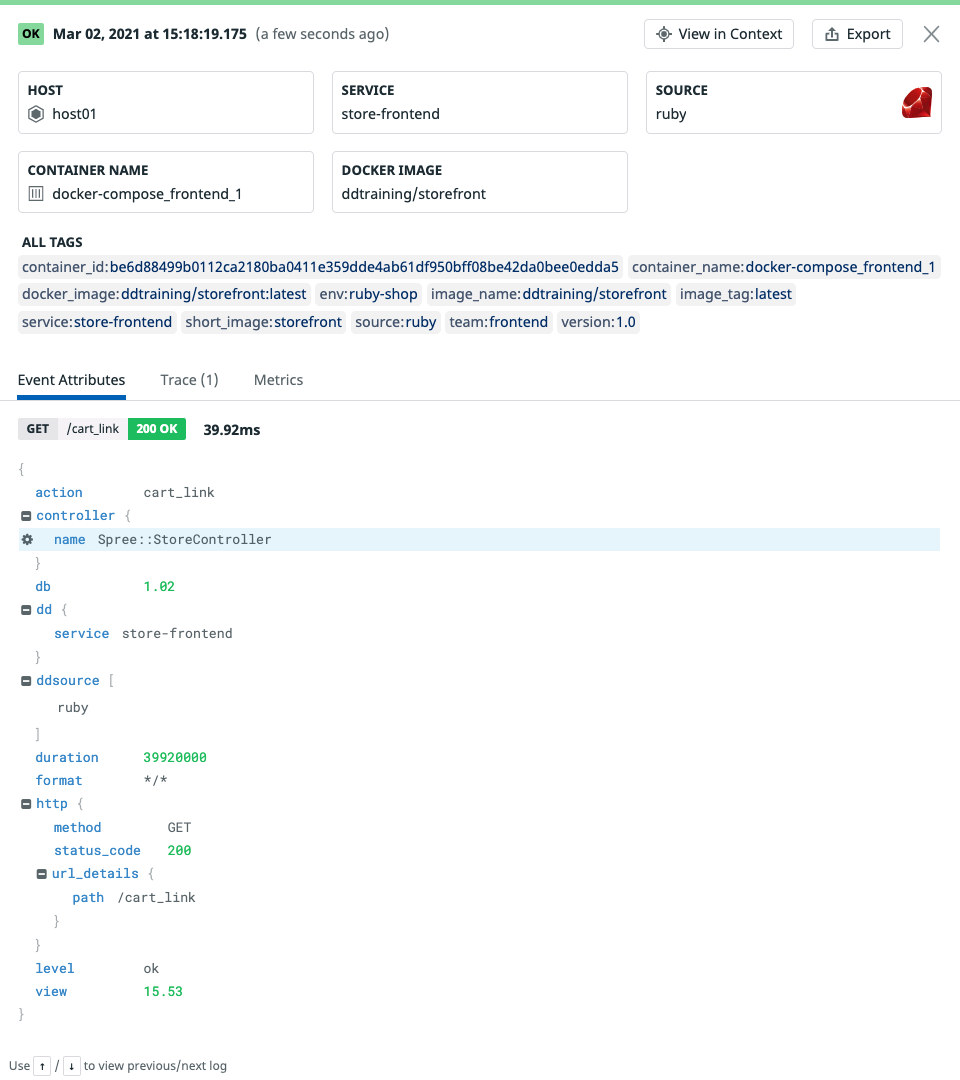 OK Mar 02, 2021 at 15:18:19.175 (a few seconds ago) View in Context Export
HOST SERVICE SOURCE
host01 store-frontend ruby
CONTAINER NAME DOCKER IMAGE
docker-compose_frontend_1 ddtraining/storefront
ALL TAGS
container_id:be6d88499b0112ca2180ba0411e359dde4ab61df950bff08be42da0bee0edda5 container_name:docker-compose_frontend_1
docker_image:ddtraining/storefront:latest env:ruby-shop image_name:ddtraining/storefront image_tag:latest
service:store-frontend short_image:storefront source:ruby team:frontend version:1.0
Event Attributes Trace (1) Metrics
GET /cart_link 200 OK 39.92ms
{
action cart_link
controller {
name Spree::StoreController
}
db 1.02
dd {
service store-frontend
}
ddsource [
ruby
]
duration 39920000
format */*
http {
method GET
status_code 200
url_details {
path /cart_link
}
}
level ok
view 15.53
}
Use ↑ / ↓ to view previous/next log